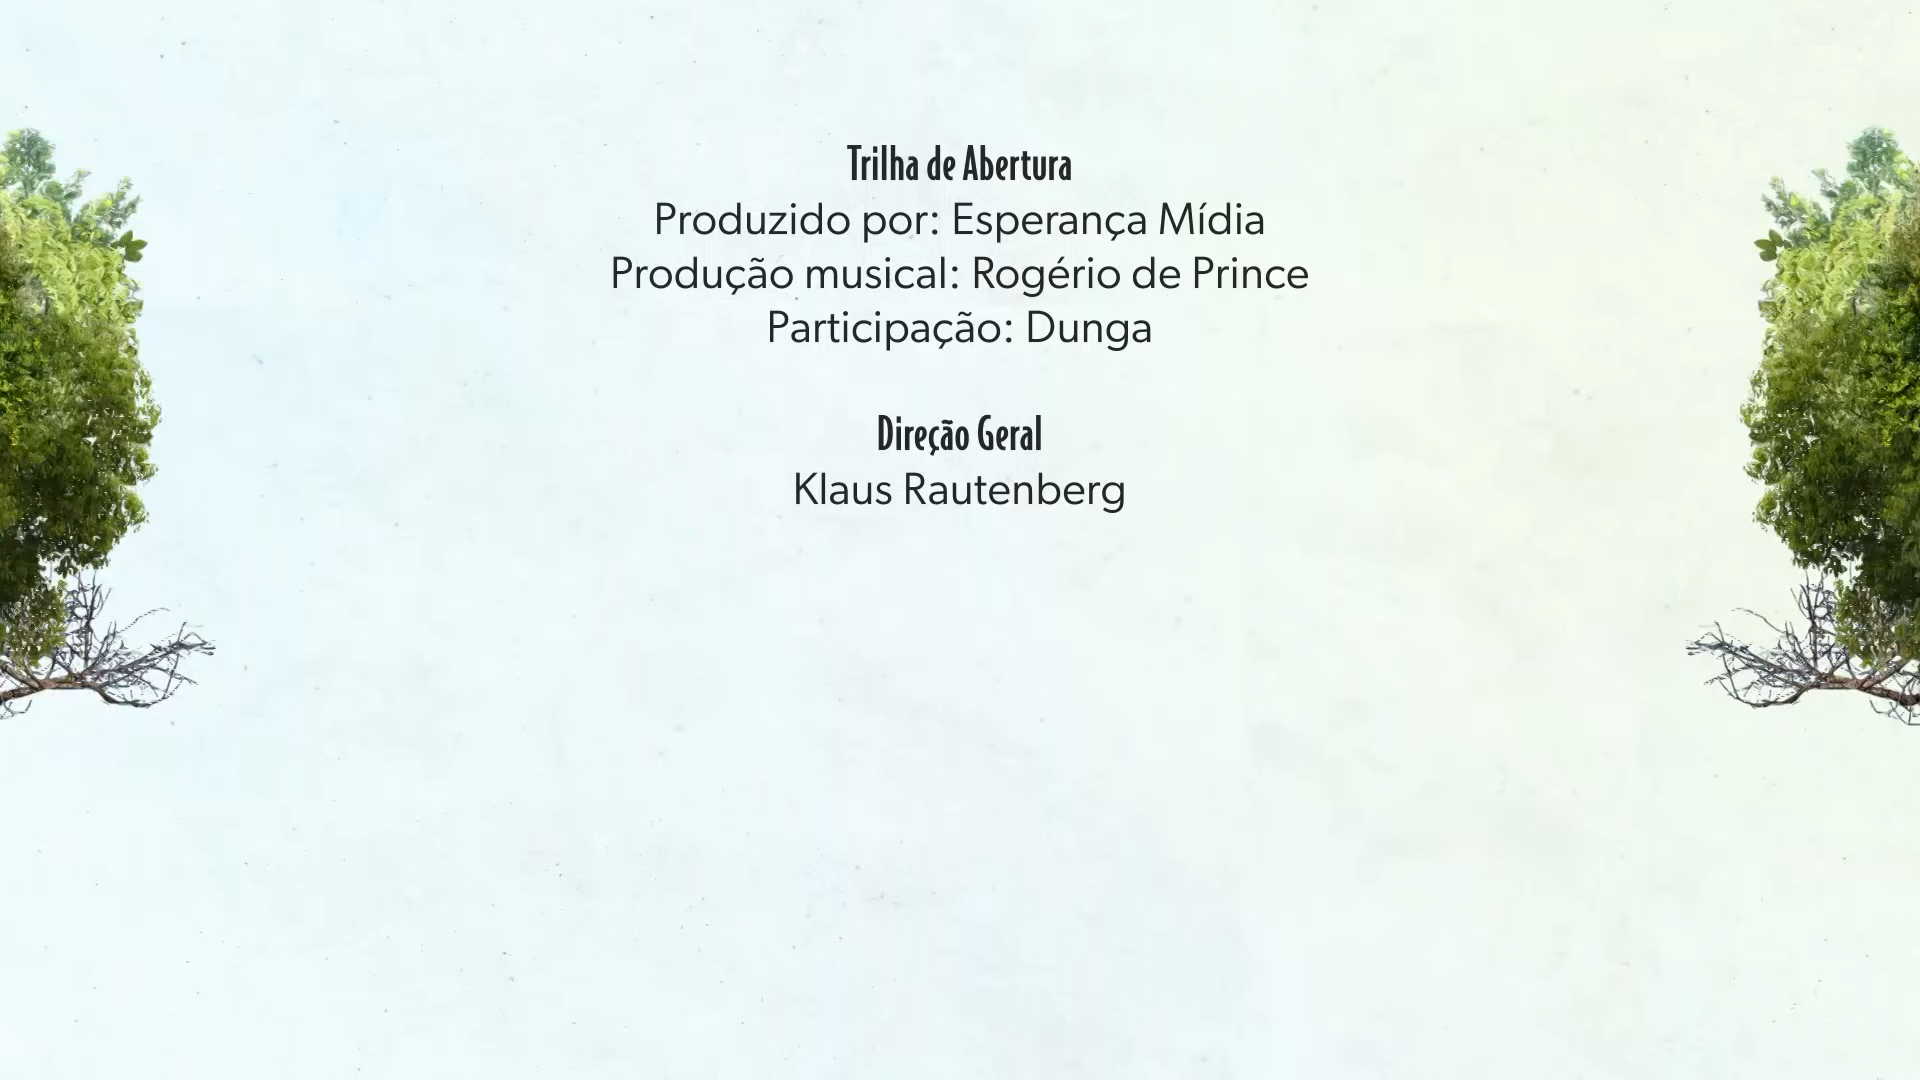 Trilha de Abertura
Produzido por: Esperança Mídia
Produção musical: Rogério de Prince
Participação: Dunga
Direção Geral
Klaus Rautenberg